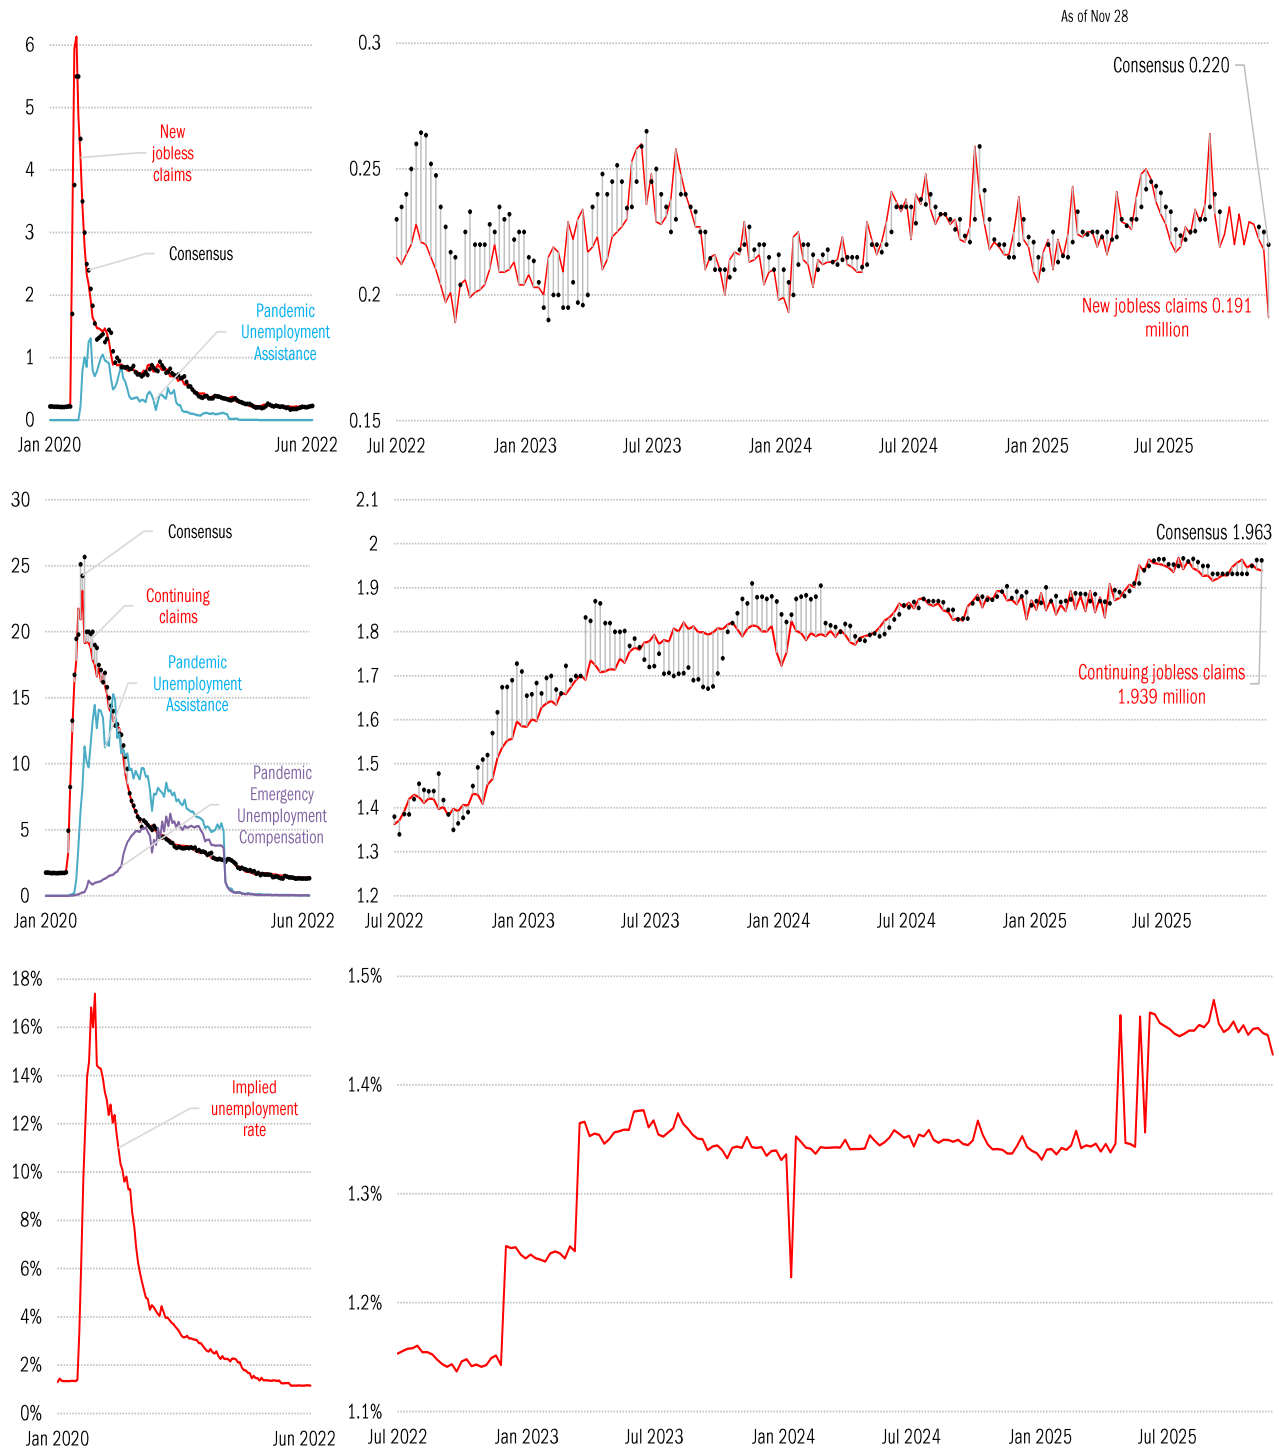 As of Nov 28
6
5
4
3
2
1
0
New
jobless
claims
Consensus
Pandemic
Unemployment
Assistance
Jan 2020
Jun 2022
0.3
0.25
0.2
0.15
Consensus 0.220
New jobless claims 0.191
million
Jul 2022
Jan 2023
Jul 2023
Jan 2024
Jul 2024
Jan 2025
Jul 2025
30
25
20
15
10
5
0
Consensus
Continuing
claims
Pandemic
Unemployment
Assistance
Pandemic
Emergency
Unemployment
Compensation
Jan 2020
Jun 2022
2.1
2
1.9
1.8
1.7
1.6
1.5
1.4
1.3
1.2
Consensus 1.963
Continuing jobless claims
1.939 million
Jul 2022
Jan 2023
Jul 2023
Jan 2024
Jul 2024
Jan 2025
Jul 2025
18%
16%
14%
12%
10%
8%
6%
4%
2%
0%
Implied
unemployment
rate
Jan 2020
Jun 2022
1.5%
1.4%
1.3%
1.2%
1.1%
Jul 2022
Jan 2023
Jul 2023
Jan 2024
Jul 2024
Jan 2025
Jul 2025